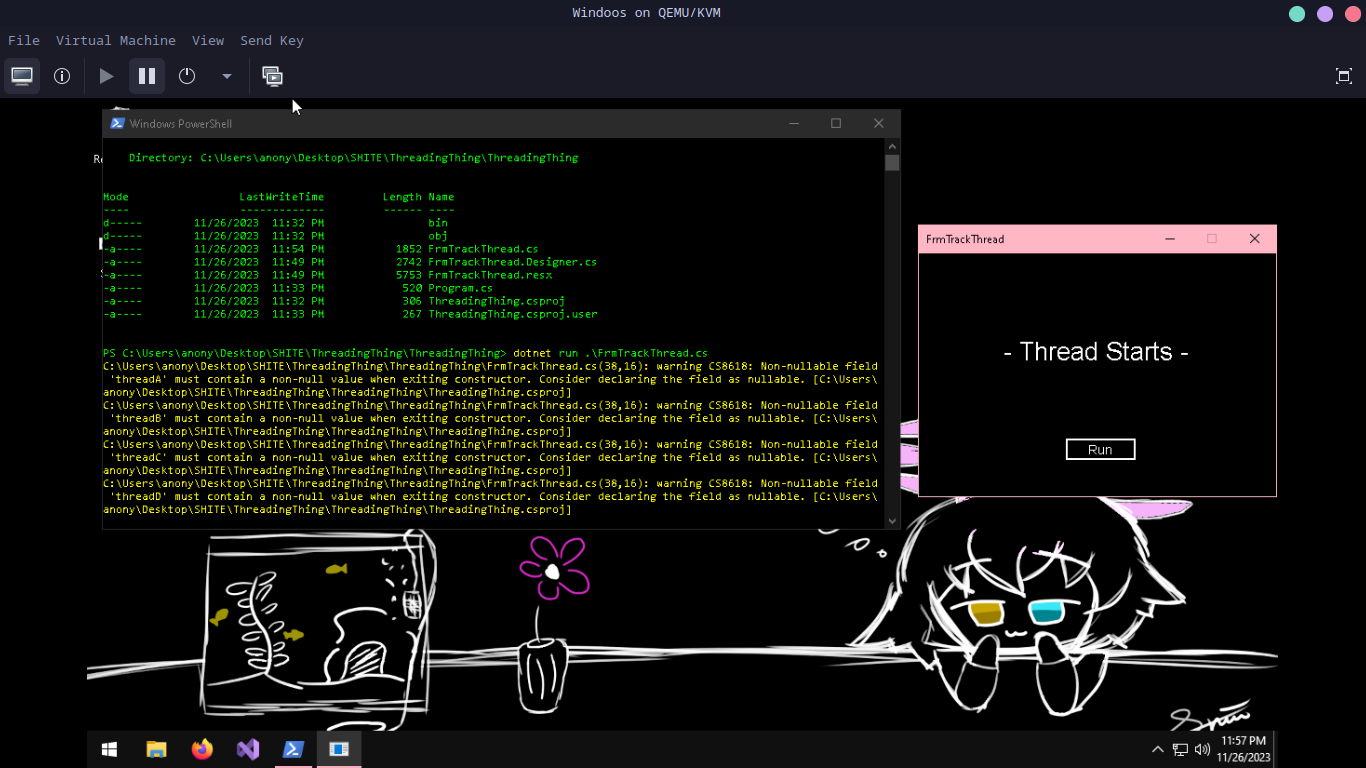 Windoos on QEMU/KVM
File Virtual Machine View Send Key
Windows PowerShell
Directory: C:\Users\anony\Desktop\SHITE\ThreadingThing\ThreadingThing
Mode LastWriteTime Length Name
---- ------------- ------ ----
d----- 11/26/2023 11:32 PM bin
d----- 11/26/2023 11:32 PM obj
-a---- 11/26/2023 11:54 PM 1852 FrmTrackThread.cs
-a---- 11/26/2023 11:49 PM 2742 FrmTrackThread.Designer.cs
-a---- 11/26/2023 11:49 PM 5753 FrmTrackThread.resx
-a---- 11/26/2023 11:33 PM 520 Program.cs
-a---- 11/26/2023 11:32 PM 306 ThreadingThing.csproj
-a---- 11/26/2023 11:33 PM 267 ThreadingThing.csproj.user
PS C:\Users\anony\Desktop\SHITE\ThreadingThing\ThreadingThing> dotnet run .\FrmTrackThread.cs
C:\Users\anony\Desktop\SHITE\ThreadingThing\ThreadingThing\FrmTrackThread.cs(38,16): warning CS8618: Non-nullable field
'threadA' must contain a non-null value when exiting constructor. Consider declaring the field as nullable. [C:\Users\
anony\Desktop\SHITE\ThreadingThing\ThreadingThing\ThreadingThing.csproj]
C:\Users\anony\Desktop\SHITE\ThreadingThing\ThreadingThing\FrmTrackThread.cs(38,16): warning CS8618: Non-nullable field
'threadB' must contain a non-null value when exiting constructor. Consider declaring the field as nullable. [C:\Users\
anony\Desktop\SHITE\ThreadingThing\ThreadingThing\ThreadingThing.csproj]
C:\Users\anony\Desktop\SHITE\ThreadingThing\ThreadingThing\FrmTrackThread.cs(38,16): warning CS8618: Non-nullable field
'threadC' must contain a non-null value when exiting constructor. Consider declaring the field as nullable. [C:\Users\
anony\Desktop\SHITE\ThreadingThing\ThreadingThing\ThreadingThing.csproj]
C:\Users\anony\Desktop\SHITE\ThreadingThing\ThreadingThing\FrmTrackThread.cs(38,16): warning CS8618: Non-nullable field
'threadD' must contain a non-null value when exiting constructor. Consider declaring the field as nullable. [C:\Users\
anony\Desktop\SHITE\ThreadingThing\ThreadingThing\ThreadingThing.csproj]
FrmTrackThread
- Thread Starts -
Run
11:57 PM
11/26/2023